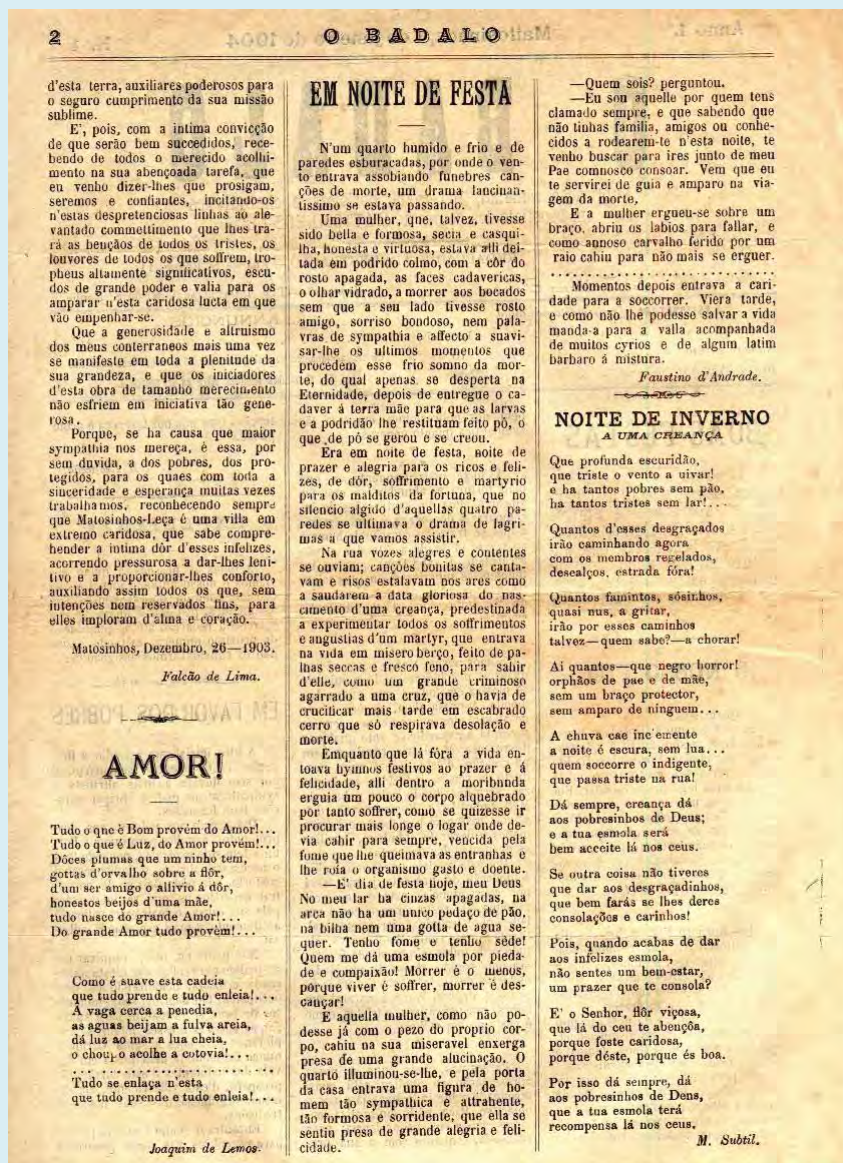 2
O BADALO
d'esta terra, auxiliares poderosos para
o seguro cumprimento da sua missão
sublime.
E', pois, com a intima convicção
de que serão bem succedidos, rece-
bendo de todos o merecido acolhi-
mento na sua abençoada tarefa, que
eu venho dizer-lhes que prosigam,
serenos e confiantes, incitando-os
n'estas despretenciosas linhas ao ale-
vantado commettimento que lhes tra-
rá as bençãos de todos os tristes, os
louvores de todos os que soffrem, tro-
pheus altamente significativos, escu-
dos de grande poder e valia para os
amparar n'esta caridosa lucta em que
vão empenhar-se.
Que a generosidade e altruismo
dos meus conterraneos mais uma vez
se manifeste em toda a plenitude da
sua grandeza, e que os iniciadores
d'esta obra de tamanho merecimento
não esfriem em iniciativa tão gene-
rosa.
Porque, se ha causa que maior
sympathia nos mereça, é essa, por
sem duvida, a dos pobres, dos pro-
tegidos, para os quaes com toda a
sinceridade e esperança muitas vezes
trabalhamos, reconhecendo sempre
que Matosinhos-Leça é uma villa em
extremo caridosa, que sabe compre-
hender a intima dôr d'esses infelizes,
acorrendo pressurosa a dar-lhes leni-
tivo e a proporcionar-lhes conforto,
auxiliando assim todos os que, sem
intenções nem reservados fins, para
elles imploram d'alma e coração.
Matosinhos, Dezembro, 26—1903.
Falcão de Lima.
AMOR!
Tudo o que é Bom provém do Amor!...
Tudo o que é Luz, do Amor provém!...
Dôces plumas que um ninho tem,
gottas d'orvalho sobre a flôr,
d'um ser amigo o allivio á dôr,
honestos beijos d'uma mãe,
tudo nasce do grande Amor!...
Do grande Amor tudo provém!...
Como é suave esta cadeia
que tudo prende e tudo enleia!...
A vaga cerca a penedia,
as aguas beijam a fulva areia,
dá luz ao mar a lua cheia,
o choupo acolhe a cotovia!...
Tudo se enlaça n'esta
que tudo prende e tudo enleia!...
Joaquim de Lemos.
EM NOITE DE FESTA
N'um quarto humido e frio e de
paredes esburacadas, por onde o ven-
to entrava assobiando funebres can-
ções de morte, um drama lancinan-
tissimo se estava passando.
Uma mulher, que, talvez, tivesse
sido bella e formosa, secia e casqui-
lha, honesta e virtuosa, estava alli dei-
tada em podrido colmo, com a côr do
rosto apagada, as faces cadavericas,
o olhar vidrado, a morrer aos bocados
sem que a seu lado tivesse rosto
amigo, sorriso bondoso, nem pala-
vras de sympathia e affecto a suavi-
sar-lhe os ultimos momentos que
procedem esse frio somno da mor-
te, do qual apenas se desperta na
Eternidade, depois de entregue o ca-
daver á terra mãe para que as larvas
e a podridão lhe restituam feito pó, o
que de pó se gerou e se creou.
Era em noite de festa, noite de
prazer e alegria para os ricos e feli-
zes, de dôr, soffrimento e martyrio
para os malditos da fortuna, que no
silencio algido d'aquellas quatro pa-
redes se ultimava o drama de lagri-
mas a que vamos assistir.
Na rua vozes alegres e contentes
se ouviam; canções bonitas se canta-
vam e risos estalavam nos ares como
a saudarem a data gloriosa do nas-
cimento d'uma creança, predestinada
a experimentar todos os soffrimentos
e angustias d'um martyr, que entrava
na vida em misero berço, feito de pa-
lhas seccas e fresco feno, para sahir
d'elle, como um grande criminoso
agarrado a uma cruz, que o havia de
crucificar mais tarde em escabrado
cerro que só respirava desolação e
morte.
Emquanto que lá fóra a vida en-
toava hymnos festivos ao prazer e á
felicidade, alli dentro a moribunda
erguia um pouco o corpo alquebrado
por tanto soffrer, como se quizesse ir
procurar mais longe o logar onde de-
via cahir para sempre, vencida pela
fome que lhe queimava as entranhas e
lhe roía o organismo gasto e doente.
—E' dia de festa hoje, meu Deus
No meu lar ha cinzas apagadas, na
arca não ha um unico pedaço de pão,
na bilha nem uma gotta de agua se-
quer. Tenho fome e tenho sêde!
Quem me dá uma esmola por pieda-
de e compaixão! Morrer é o menos,
porque viver é soffrer, morrer é des-
cançar!
E aquella mulher, como não po-
desse já com o pezo do proprio cor-
po, cahiu na sua miseravel enxerga
presa de uma grande alucinação. O
quarto illuminou-se-lhe, e pela porta
da casa entrava uma figura de ho-
mem tão sympathica e attrahente,
tão formosa e sorridente, que ella se
sentiu presa de grande alegria e feli-
cidade.
—Quem sois? perguntou.
—Eu sou aquelle por quem tens
clamado sempre, e que sabendo que
não tinhas familia, amigos ou conhe-
cidos a rodearem-te n'esta noite, te
venho buscar para ires junto de meu
Pae comnosco consoar. Vem que eu
te servirei de guia e amparo na via-
gem da morte,
E a mulher ergueu-se sobre um
braço, abriu os labios para fallar, e
como annoso carvalho ferido por um
raio cahiu para não mais se erguer.
Momentos depois entrava a cari-
dade para a soccorrer. Viera tarde,
e como não lhe podesse salvar a vida
manda-a para a valla acompanhada
de muitos cyrios e de algum latim
barbaro á mistura.
Faustino d'Andrade.
NOITE DE INVERNO
A UMA CREANÇA
Que profunda escuridão,
que triste o vento a uivar!
e ha tantos pobres sem pão,
ha tantos tristes sem lar!...
Quantos d'esses desgraçados
irão caminhando agora
com os membros regelados,
descalços, estrada fóra!
Quantos famintos, sósinhos,
quasi nus, a gritar,
irão por esses caminhos
talvez—quem sabe?—a chorar!
Ai quantos—que negro horror!
orphãos de pae e de mãe,
sem um braço protector,
sem amparo de ninguem...
A chuva cae inclemente
a noite é escura, sem lua...
quem soccorre o indigente,
que passa triste na rua!
Dá sempre, creança dá
aos pobresinhos de Deus;
e a tua esmola será
bem acceite lá nos ceus.
Se outra coisa não tiveres
que dar aos desgraçadinhos,
que bem farás se lhes deres
consolações e carinhos!
Pois, quando acabas de dar
aos infelizes esmola,
não sentes um bem-estar,
um prazer que te consola?
E' o Senhor, flôr viçosa,
que lá do ceu te abençôa,
porque foste caridosa,
porque déste, porque és boa.
Por isso dá sempre, dá
aos pobresinhos de Deus,
que a tua esmola terá
recompensa lá nos ceus.
M. Subtil.